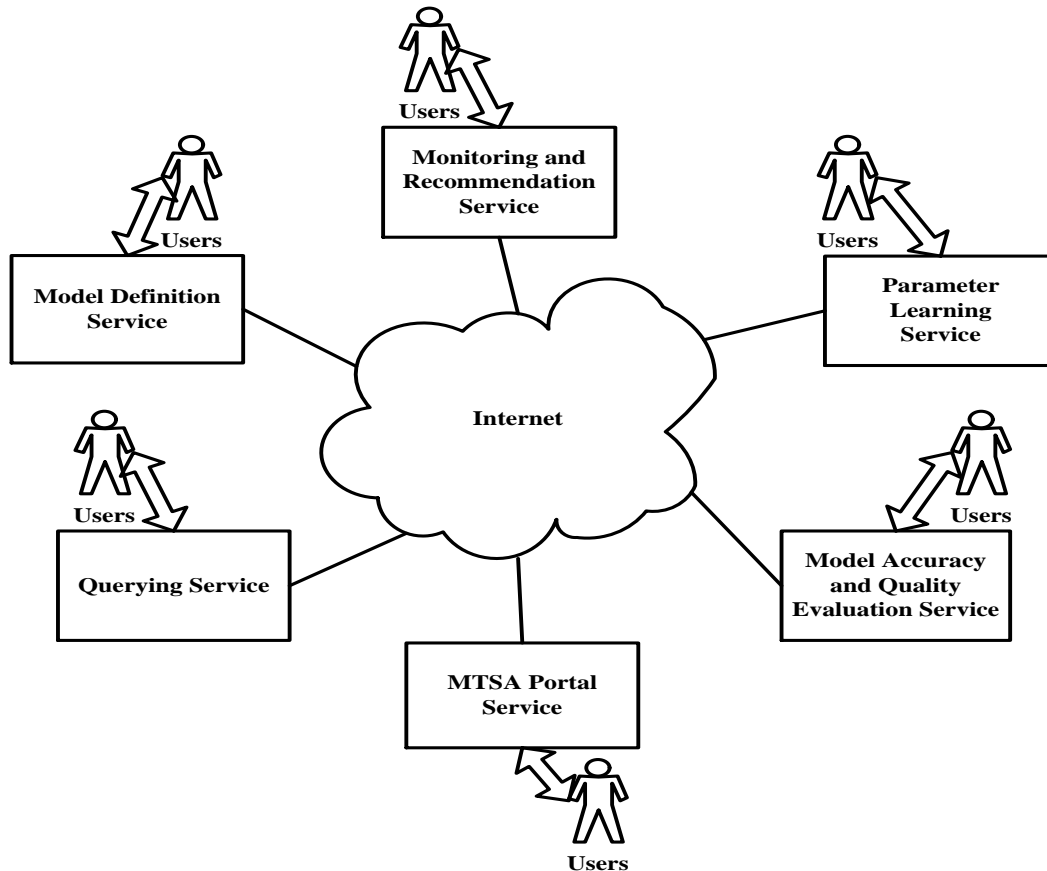 Users
Monitoring and
Recommendation
Service
Users
Model Definition
Service
Users
Parameter
Learning
Service
Internet
Users
Querying Service
Users
Model Accuracy
and Quality
Evaluation Service
MTSA Portal
Service
Users